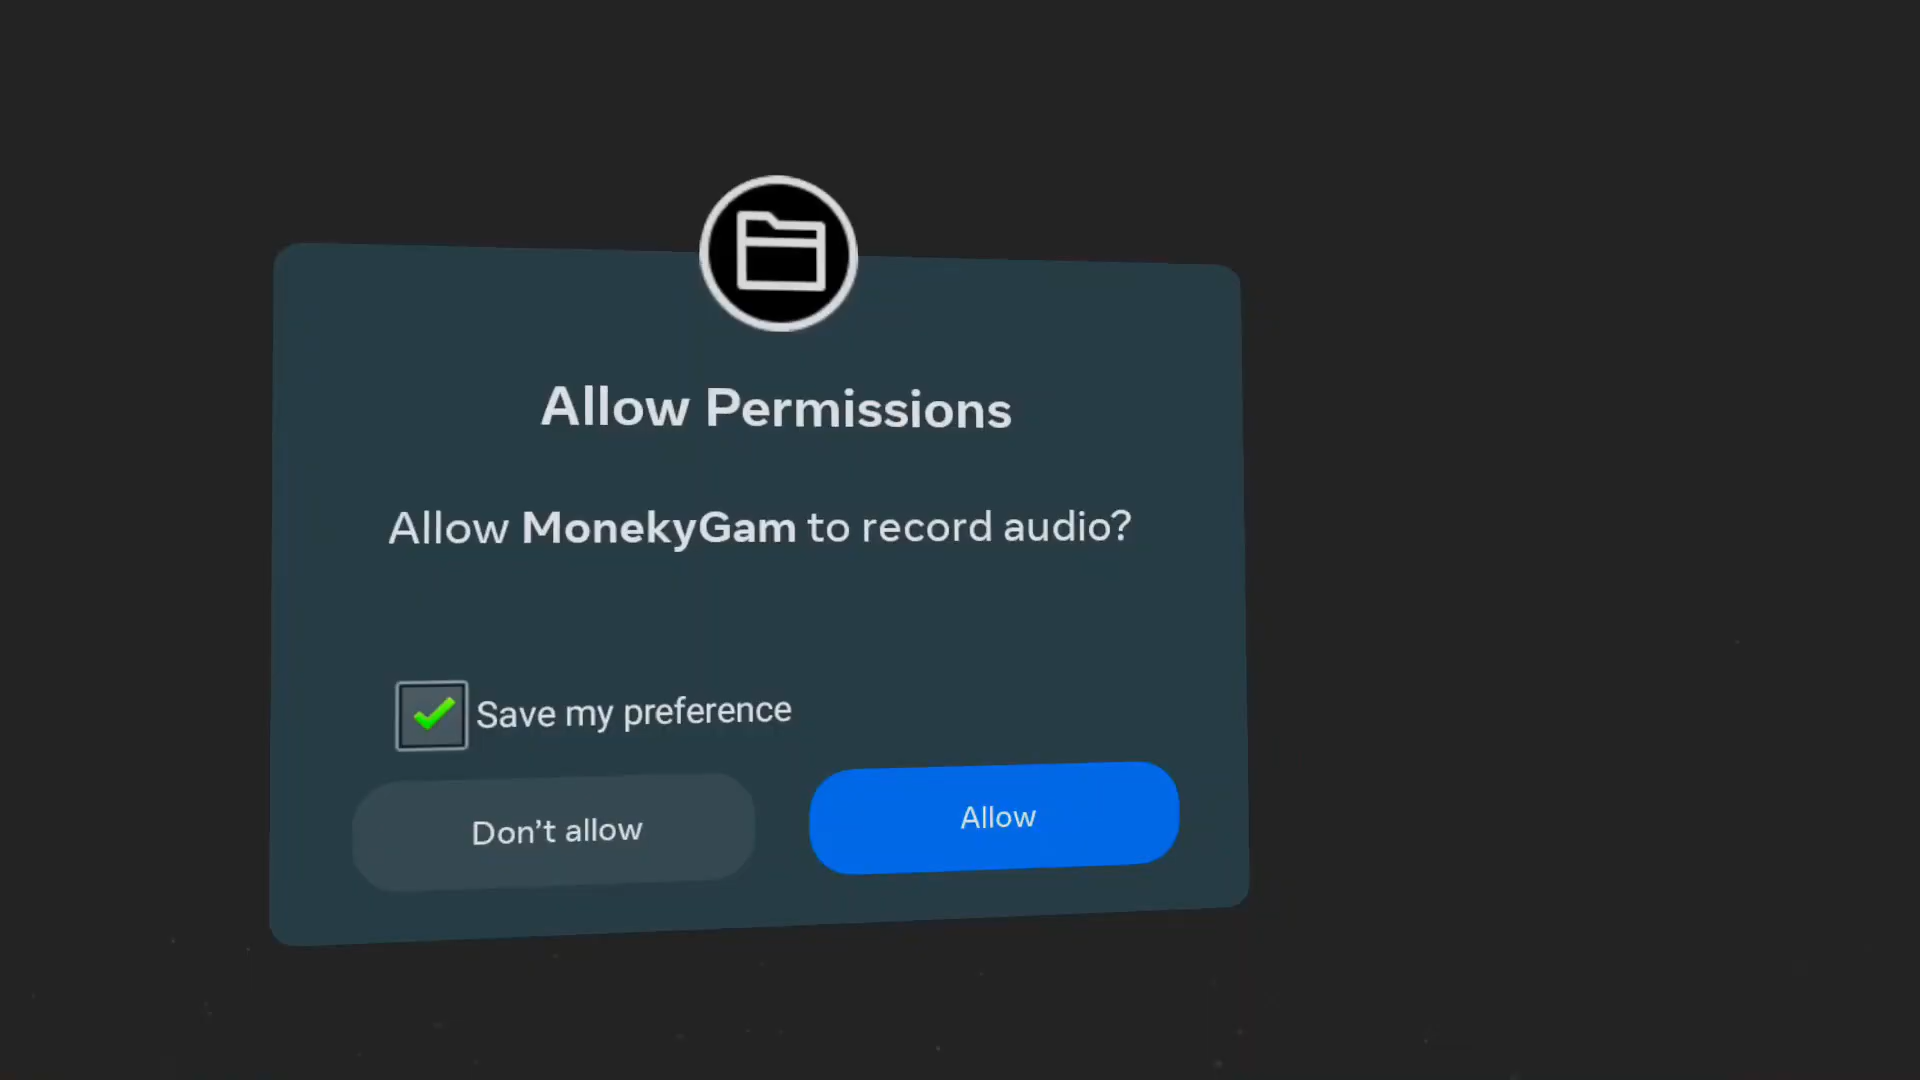 Allow Permissions
Allow MonekyGam to record audio?
Save my preference
Don't allow
Allow